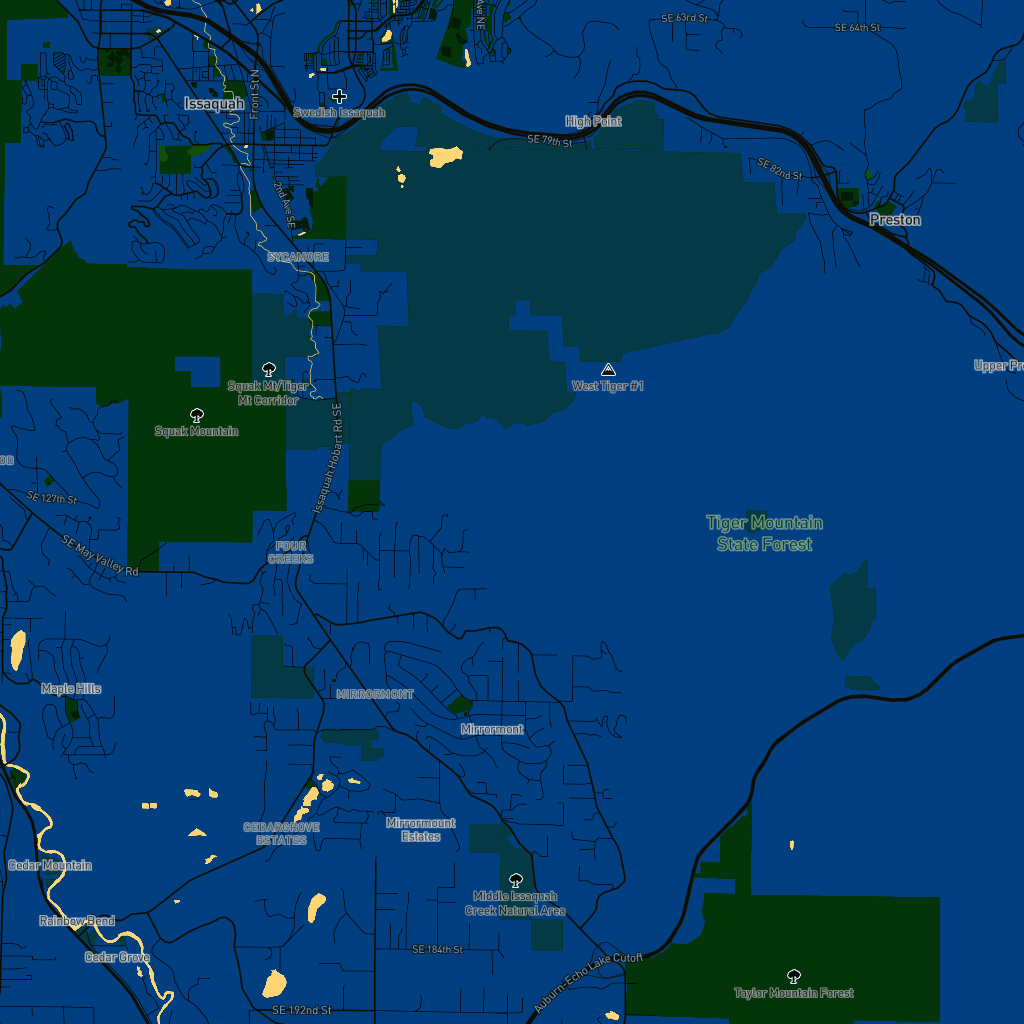 SE 63rd St
SE 64th St
Ave NE
Front St N
Issaquah
Swedish Issaquah
High Point
SE 79th St
SE 82nd St
Preston
2nd Ave SE
SYCAMORE
Upper Pre
West Tiger #1
Squak Mt/Tiger
Mt Corridor
Squak Mountain
Issaquah Hobart Rd SE
OD
SE 127th St
Tiger Mountain
State Forest
SE May Valley Rd
FOUR
CREEKS
Maple Hills
MIRRORMONT
Mirrormont
CEDARGROVE
ESTATES
Mirrormount
Estates
Cedar Mountain
Middle Issaquah
Creek Natural Area
Rainbow Bend
Cedar Grove
SE 184th St
Auburn-Echo Lake Cutoff
Taylor Mountain Forest
SE 192nd St